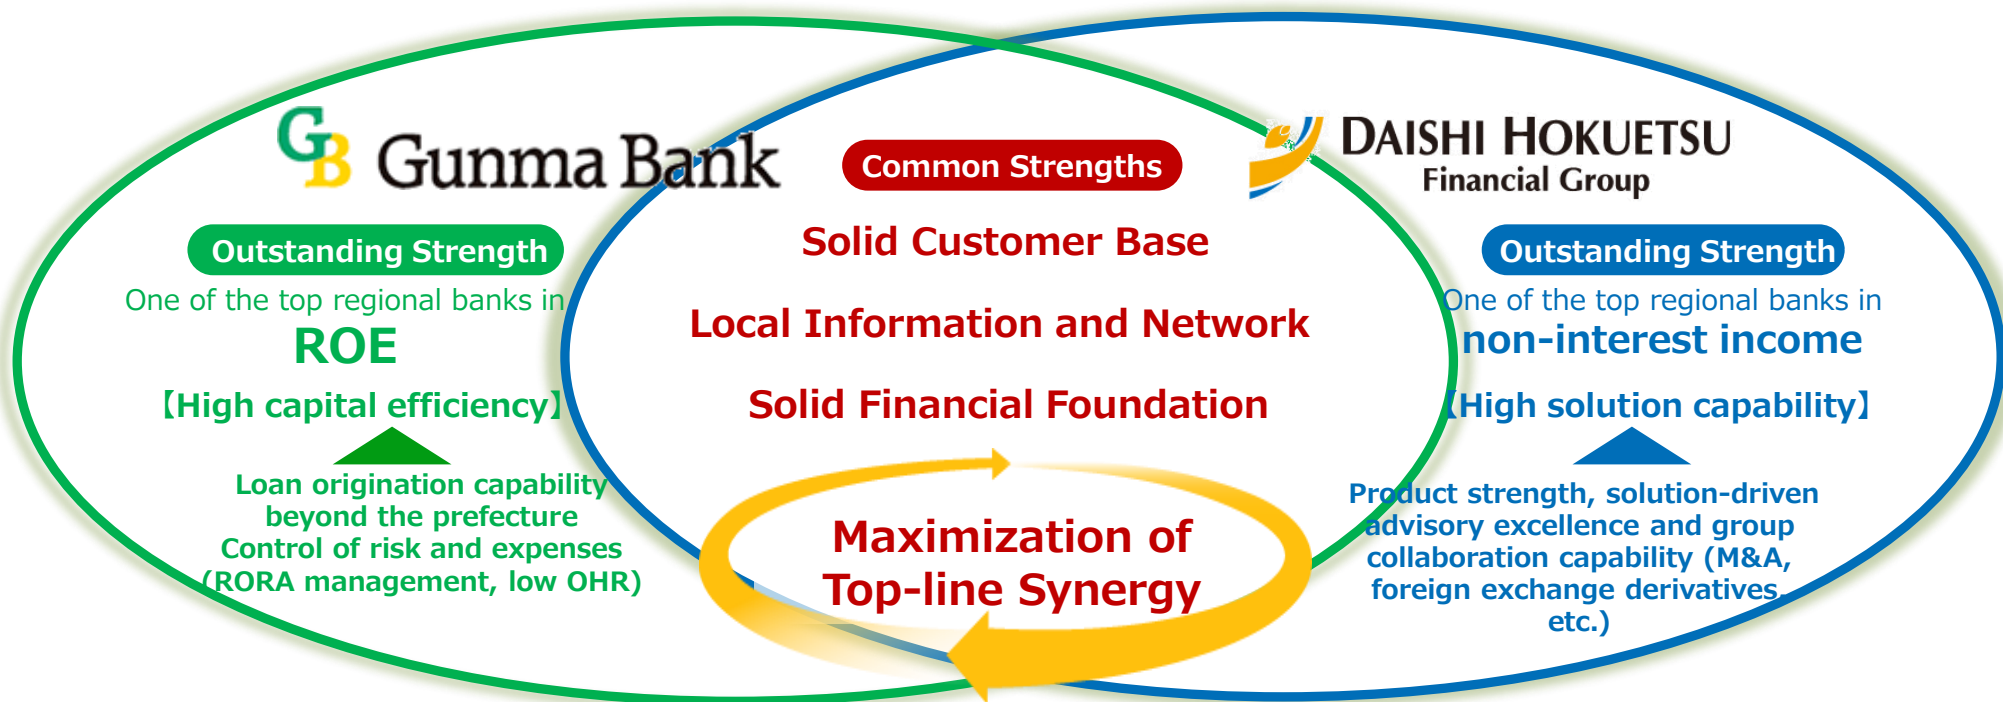 GB Gunma Bank
Outstanding Strength
One of the top regional banks in
ROE
【High capital efficiency】
Loan origination capability
beyond the prefecture
Control of risk and expenses
(RORA management, low OHR)
Common Strengths
Solid Customer Base
Local Information and Network
Solid Financial Foundation
Maximization of
Top-line Synergy
DAISHI HOKUETSU
Financial Group
Outstanding Strength
One of the top regional banks in
non-interest income
【High solution capability】
Product strength, solution-driven
advisory excellence and group
collaboration capability (M&A,
foreign exchange derivatives,
etc.)